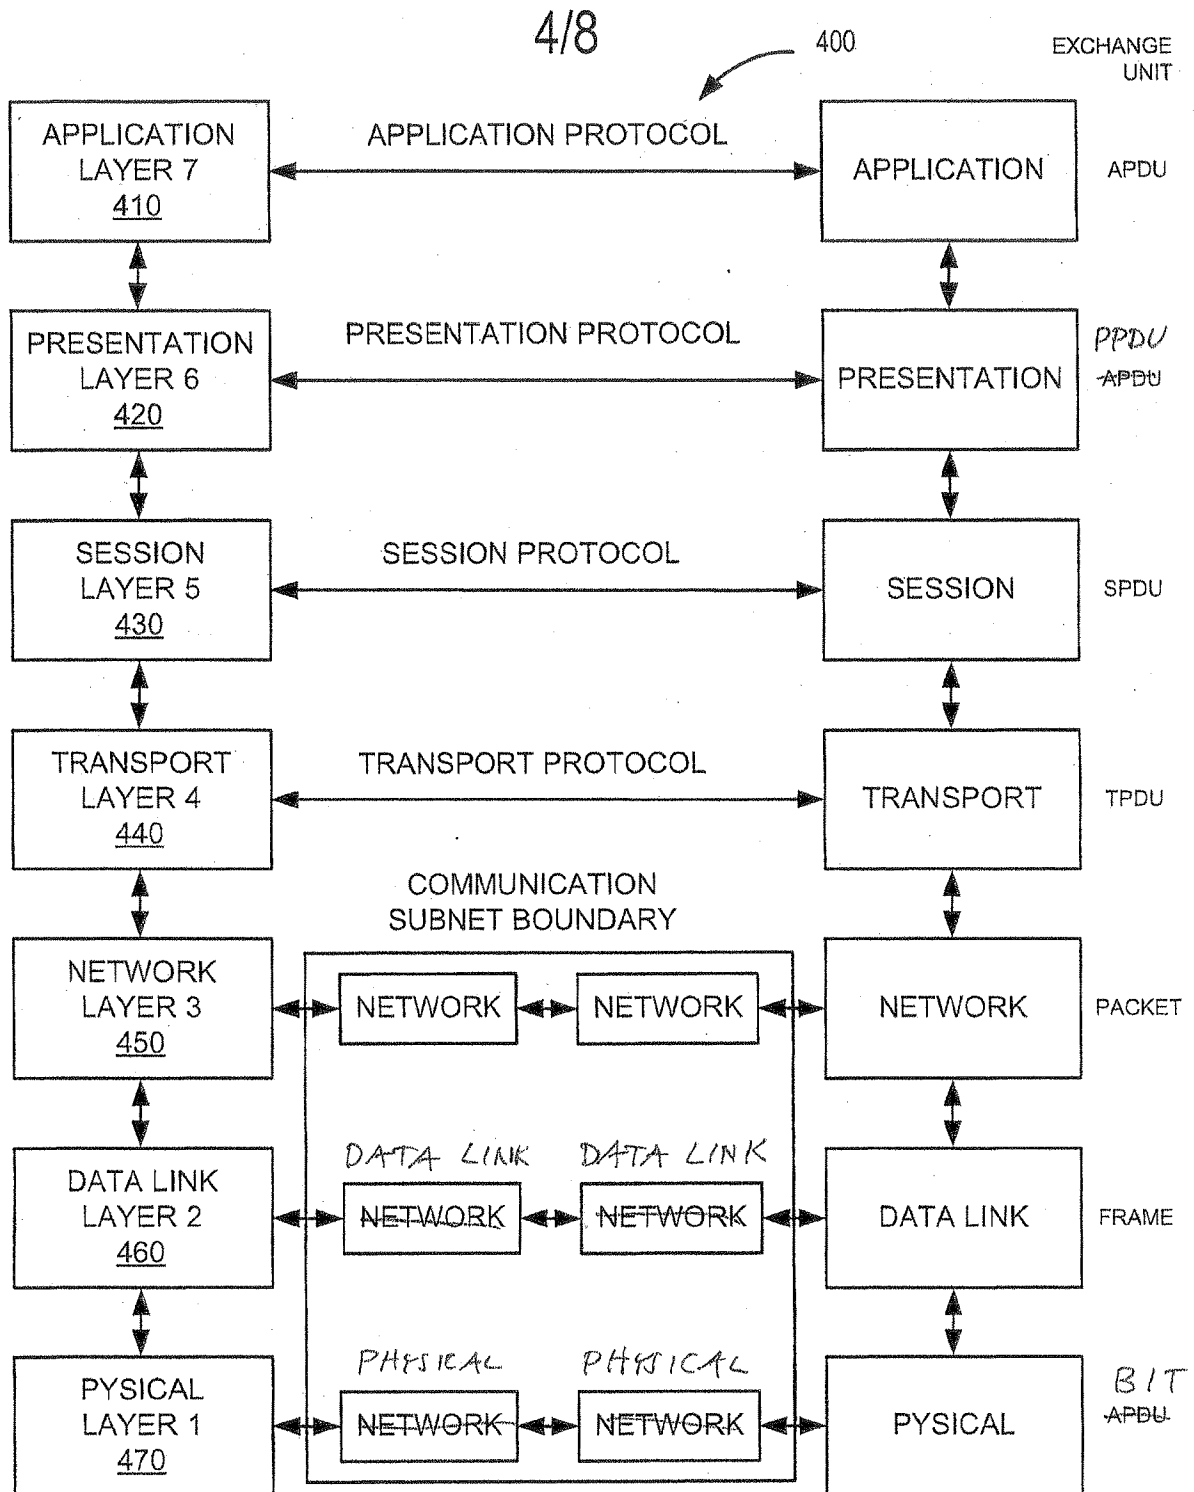 4/8
400
EXCHANGE
UNIT
APPLICATION
LAYER 7
410
APPLICATION PROTOCOL
APPLICATION
APDU
PRESENTATION
LAYER 6
420
PRESENTATION PROTOCOL
PRESENTATION
PPDU
APDU
SESSION
LAYER 5
430
SESSION PROTOCOL
SESSION
SPDU
TRANSPORT
LAYER 4
440
TRANSPORT PROTOCOL
TRANSPORT
TPDU
COMMUNICATION
SUBNET BOUNDARY
NETWORK
LAYER 3
450
NETWORK
NETWORK
NETWORK
PACKET
DATA LINK
LAYER 2
460
DATA LINK
NETWORK
DATA LINK
NETWORK
DATA LINK
FRAME
PYSICAL
LAYER 1
470
PHYSICAL
NETWORK
PHYSICAL
NETWORK
PYSICAL
BIT
APDU